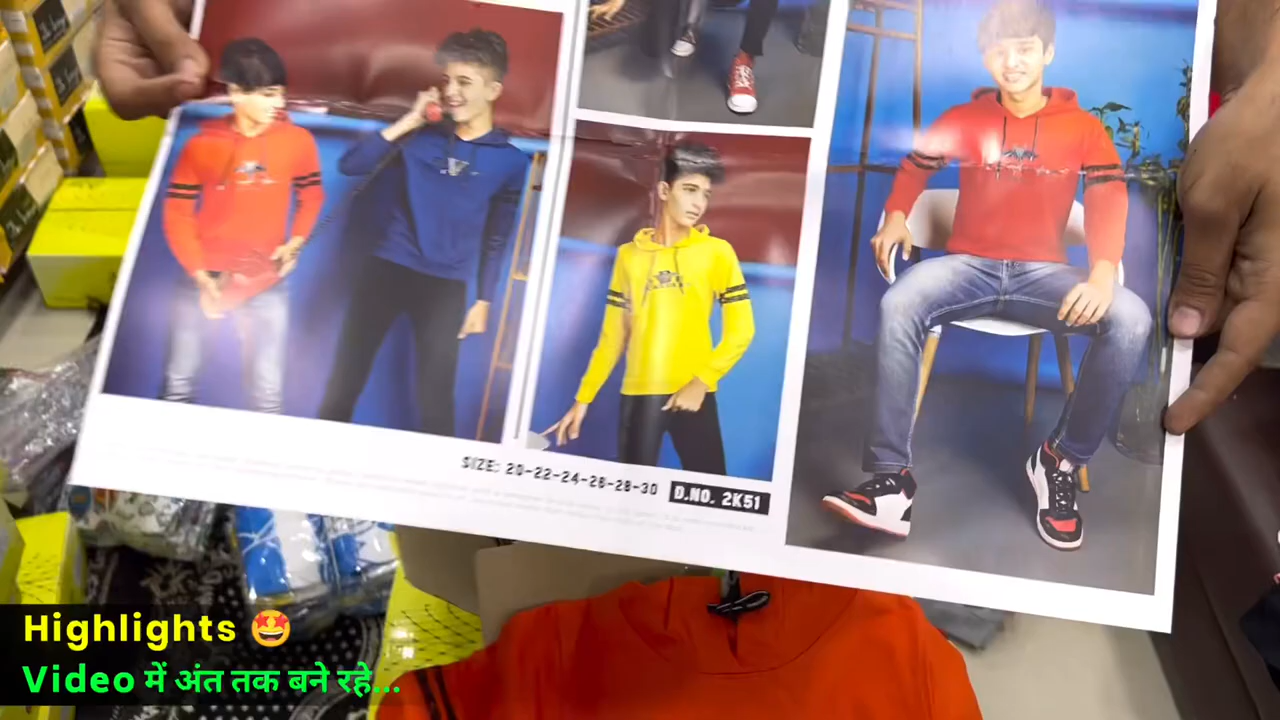 SIZE: 20-22-24-26-28-30
D.NO. 2K51
Highlights 🤩
Video में अंत तक बने रहे...